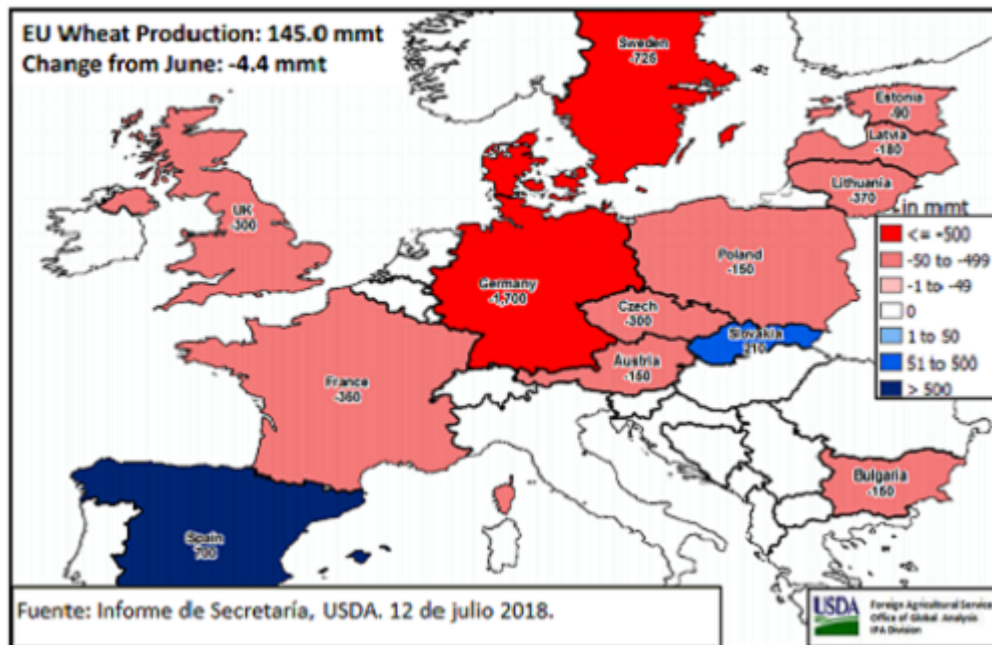 EU Wheat Production: 145.0 mmt
Change from June: -4.4 mmt
Sweden
-726
Estonia
-90
Latvia
-180
Lithuania
-370
UK
-300
in mmt
<= -500
-50 to -499
-1 to -49
0
1 to 50
51 to 500
> 500
Poland
-150
Germany
-1,700
Czech
-300
Slovakia
210
Austria
-150
France
-360
Bulgaria
-150
Spain
700
Fuente: Informe de Secretaría, USDA. 12 de julio 2018.
USDA
Foreign Agricultural Service
Office of Global Analysis
IPA Division